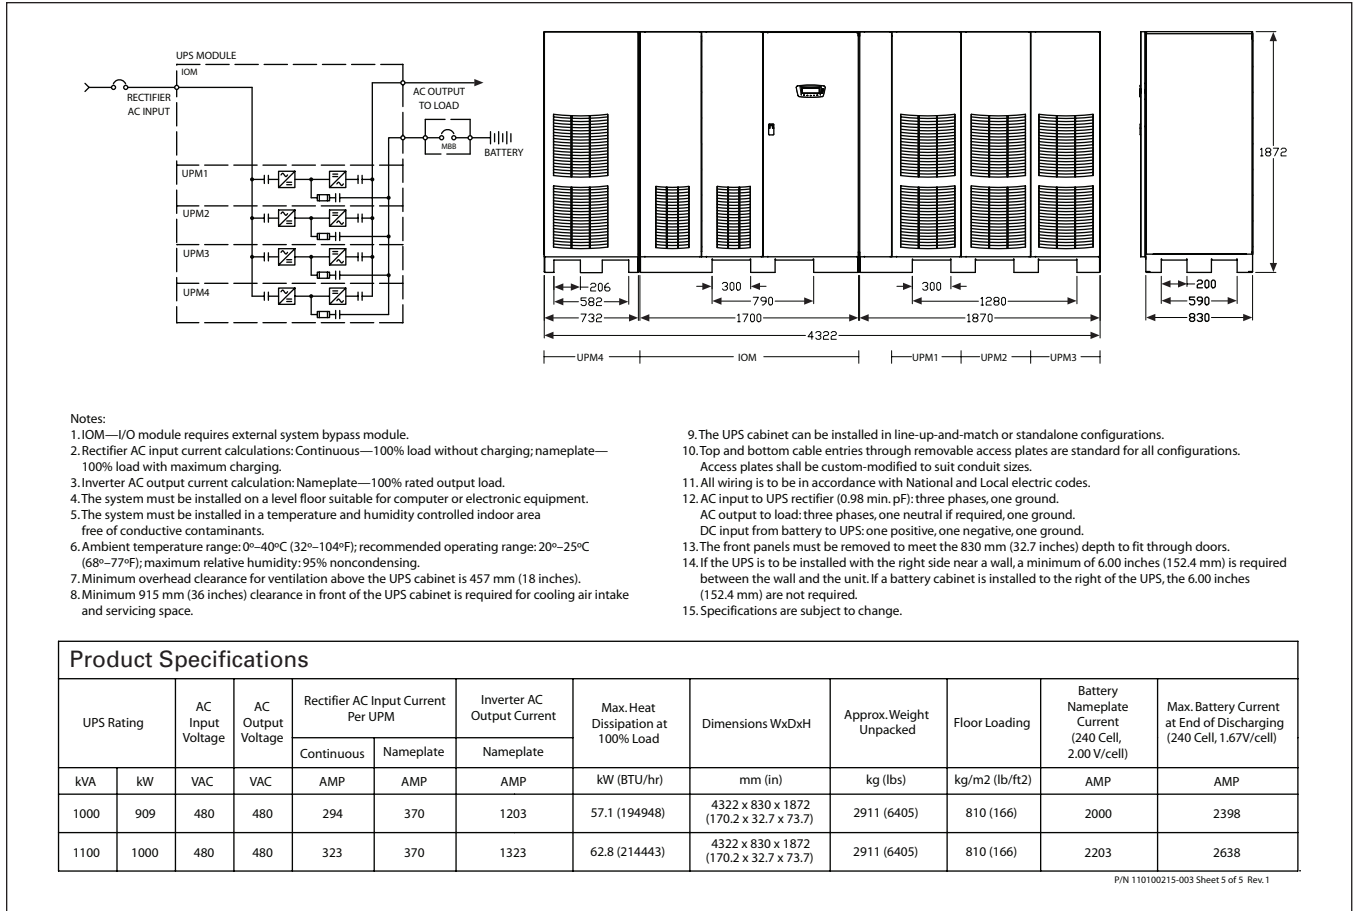 UPS MODULE
IOM
RECTIFIER
AC INPUT
AC OUTPUT
TO LOAD
MBB
BATTERY
UPM1
UPM2
UPM3
UPM4
1872
206
582
732
300
790
1700
300
1280
1870
4322
200
590
830
UPM4
IOM
UPM1
UPM2
UPM3
Notes:
1. IOM—I/O module requires external system bypass module.
2. Rectifier AC input current calculations: Continuous—100% load without charging; nameplate—
100% load with maximum charging.
3. Inverter AC output current calculation: Nameplate—100% rated output load.
4. The system must be installed on a level floor suitable for computer or electronic equipment.
5. The system must be installed in a temperature and humidity controlled indoor area
free of conductive contaminants.
6. Ambient temperature range: 0º–40ºC (32º–104ºF); recommended operating range: 20º–25ºC
(68º–77ºF); maximum relative humidity: 95% noncondensing.
7. Minimum overhead clearance for ventilation above the UPS cabinet is 457 mm (18 inches).
8. Minimum 915 mm (36 inches) clearance in front of the UPS cabinet is required for cooling air intake
and servicing space.
9. The UPS cabinet can be installed in line-up-and-match or standalone configurations.
10. Top and bottom cable entries through removable access plates are standard for all configurations.
Access plates shall be custom-modified to suit conduit sizes.
11. All wiring is to be in accordance with National and Local electric codes.
12. AC input to UPS rectifier (0.98 min. pF): three phases, one ground.
AC output to load: three phases, one neutral if required, one ground.
DC input from battery to UPS: one positive, one negative, one ground.
13. The front panels must be removed to meet the 830 mm (32.7 inches) depth to fit through doors.
14. If the UPS is to be installed with the right side near a wall, a minimum of 6.00 inches (152.4 mm) is required
between the wall and the unit. If a battery cabinet is installed to the right of the UPS, the 6.00 inches
(152.4 mm) are not required.
15. Specifications are subject to change.
Product Specifications
UPS Rating
AC
Input
Voltage
AC
Output
Voltage
Rectifier AC Input Current
Per UPM
Continuous Nameplate
Inverter AC
Output Current
Nameplate
Max. Heat
Dissipation at
100% Load
Dimensions WxDxH
Approx. Weight
Unpacked
Floor Loading
Battery
Nameplate
Current
(240 Cell,
2.00 V/cell)
Max. Battery Current
at End of Discharging
(240 Cell, 1.67V/cell)
kVA kW VAC VAC AMP AMP AMP kW (BTU/hr) mm (in) kg (lbs) kg/m2 (lb/ft2) AMP AMP
1000 909 480 480 294 370 1203 57.1 (194948) 4322 x 830 x 1872 (170.2 x 32.7 x 73.7) 2911 (6405) 810 (166) 2000 2398
1100 1000 480 480 323 370 1323 62.8 (214443) 4322 x 830 x 1872 (170.2 x 32.7 x 73.7) 2911 (6405) 810 (166) 2203 2638
P/N 110100215-003 Sheet 5 of 5 Rev. 1